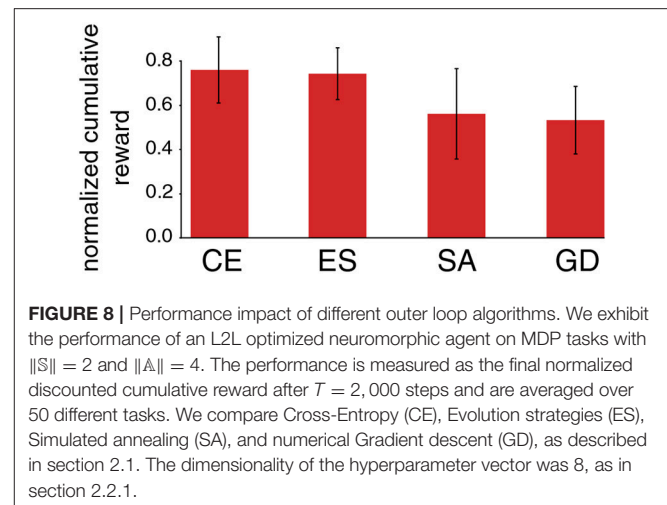 normalized cumulative
reward
0.8
0.6
0.4
0.2
0.0
CE ES SA GD
FIGURE 8 | Performance impact of different outer loop algorithms. We exhibit
the performance of an L2L optimized neuromorphic agent on MDP tasks with
‖𝕊‖ = 2 and ‖𝔸‖ = 4. The performance is measured as the final normalized
discounted cumulative reward after T = 2, 000 steps and are averaged over
50 different tasks. We compare Cross-Entropy (CE), Evolution strategies (ES),
Simulated annealing (SA), and numerical Gradient descent (GD), as described
in section 2.1. The dimensionality of the hyperparameter vector was 8, as in
section 2.2.1.